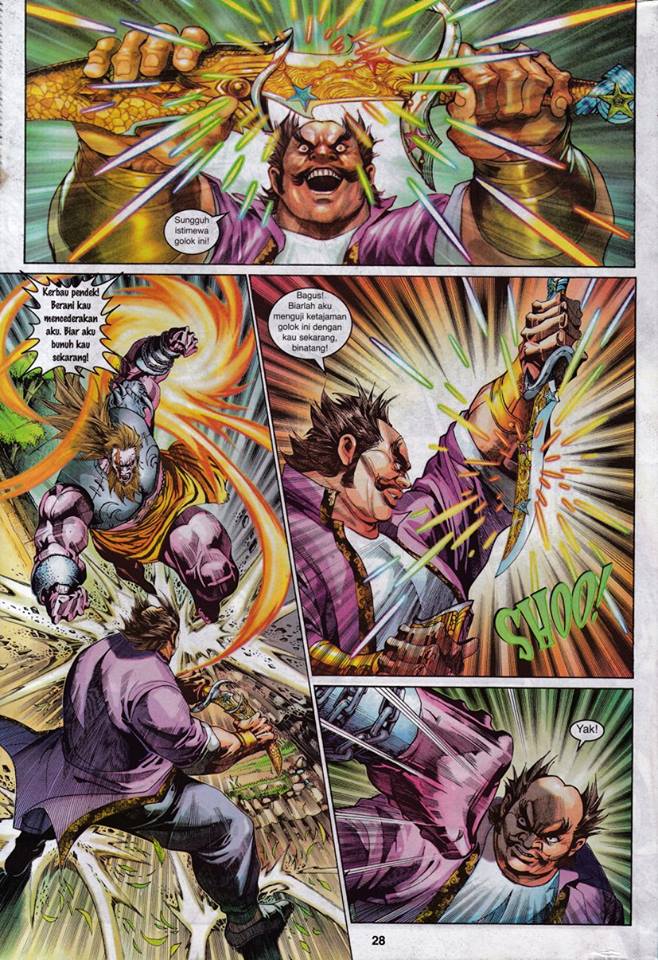 Sungguh
istimewa
golok ini!
Kerbau pendek!
Berani kau
mencederakan
aku. Biar aku
bunuh kau
sekarang!
Bagus!
Biarlah aku
menguji ketajaman
golok ini dengan
kau sekarang,
binatang!
SHOO!
Yak!
28